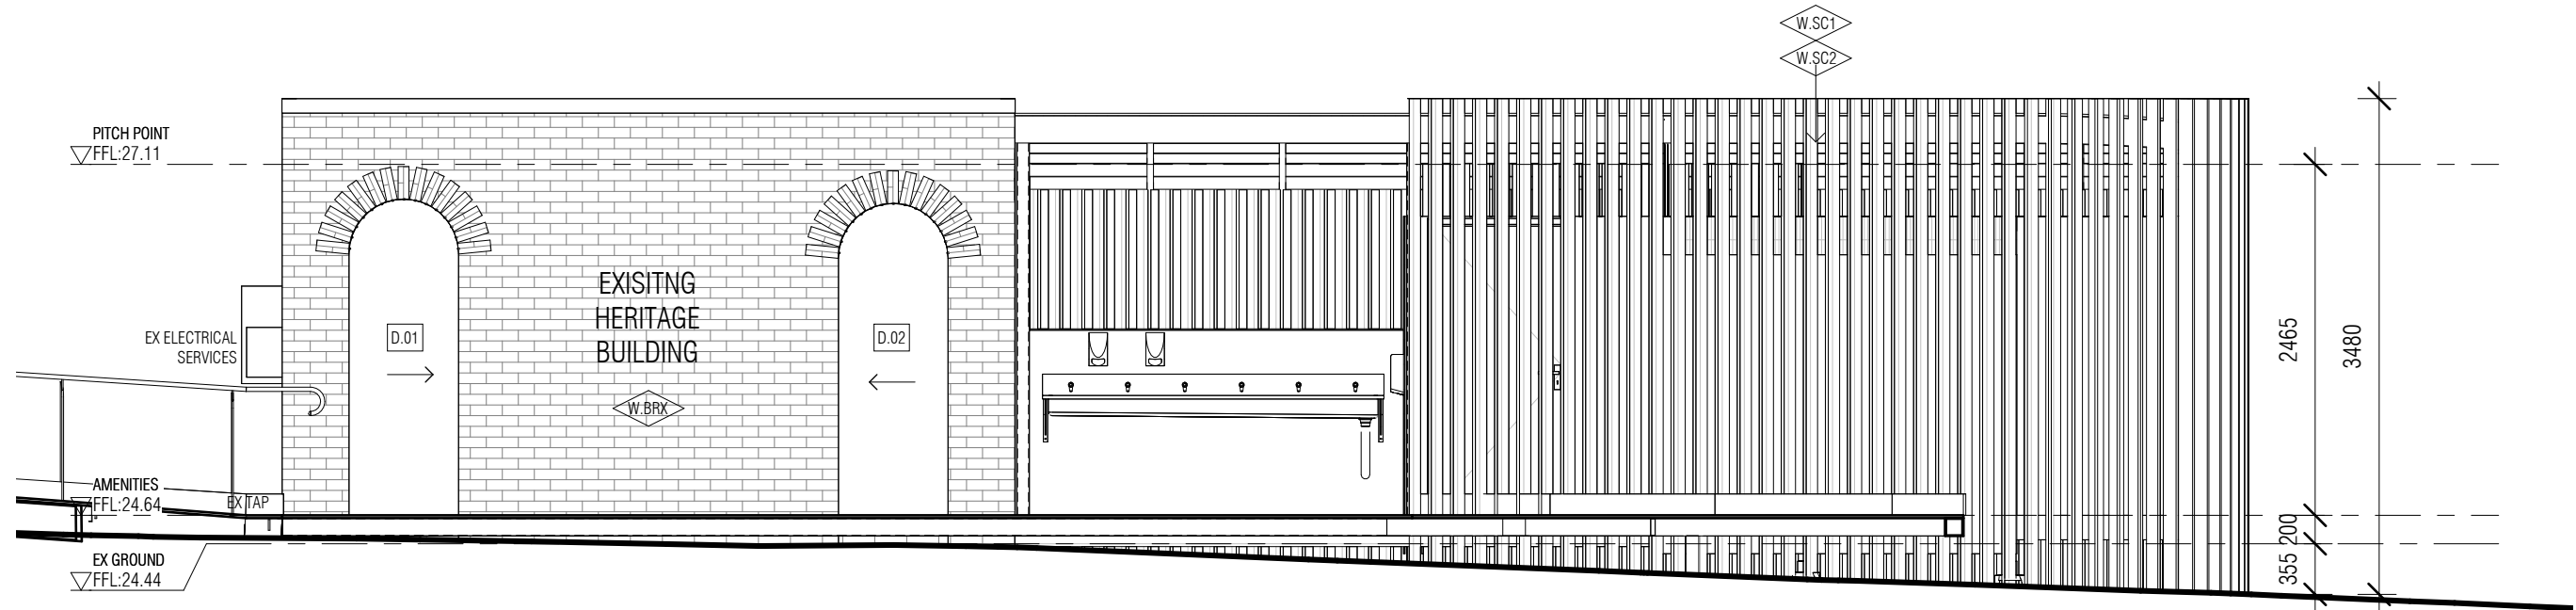 W.SC1
W.SC2
PITCH POINT
FFL:27.11
EXISITNG
HERITAGE
BUILDING
EX ELECTRICAL
SERVICES
D.01
D.02
W.BRX
2465
3480
AMENITIES
FFL:24.64
EX TAP
EX GROUND
FFL:24.44
200
355